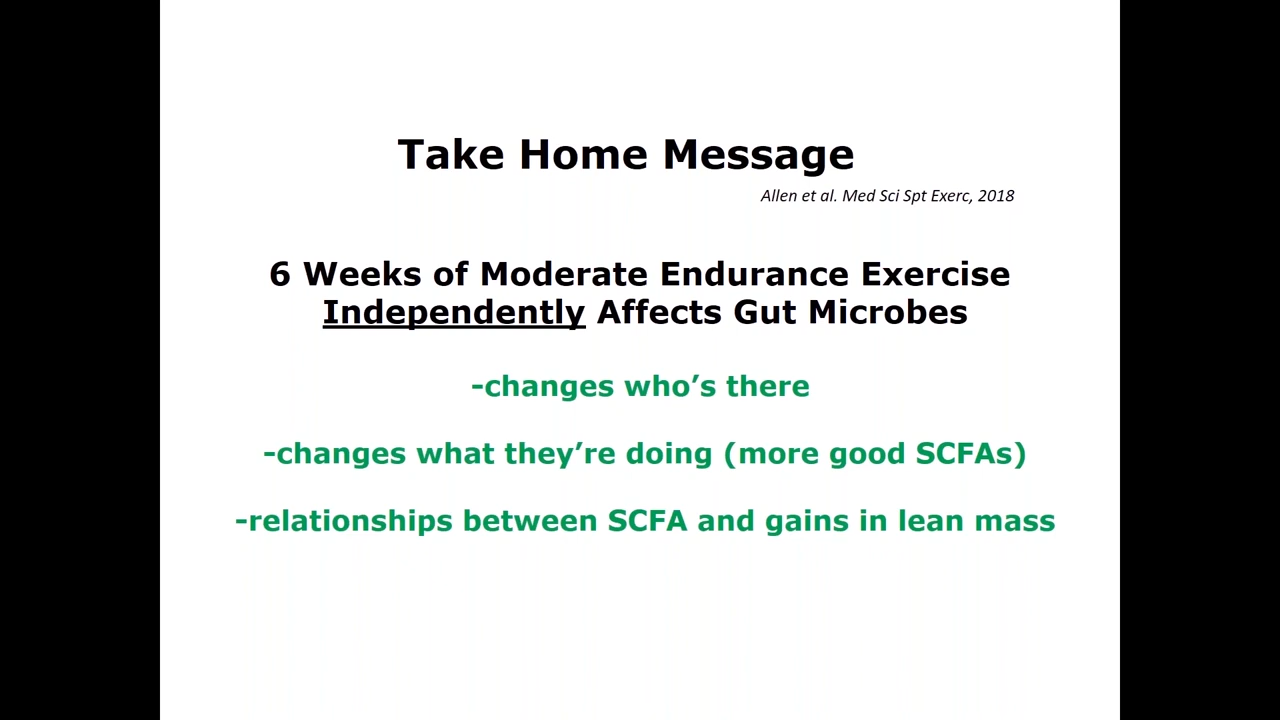 Take Home Message
Allen et al. Med Sci Spt Exerc, 2018
6 Weeks of Moderate Endurance Exercise
Independently Affects Gut Microbes
-changes who’s there
-changes what they’re doing (more good SCFAs)
-relationships between SCFA and gains in lean mass